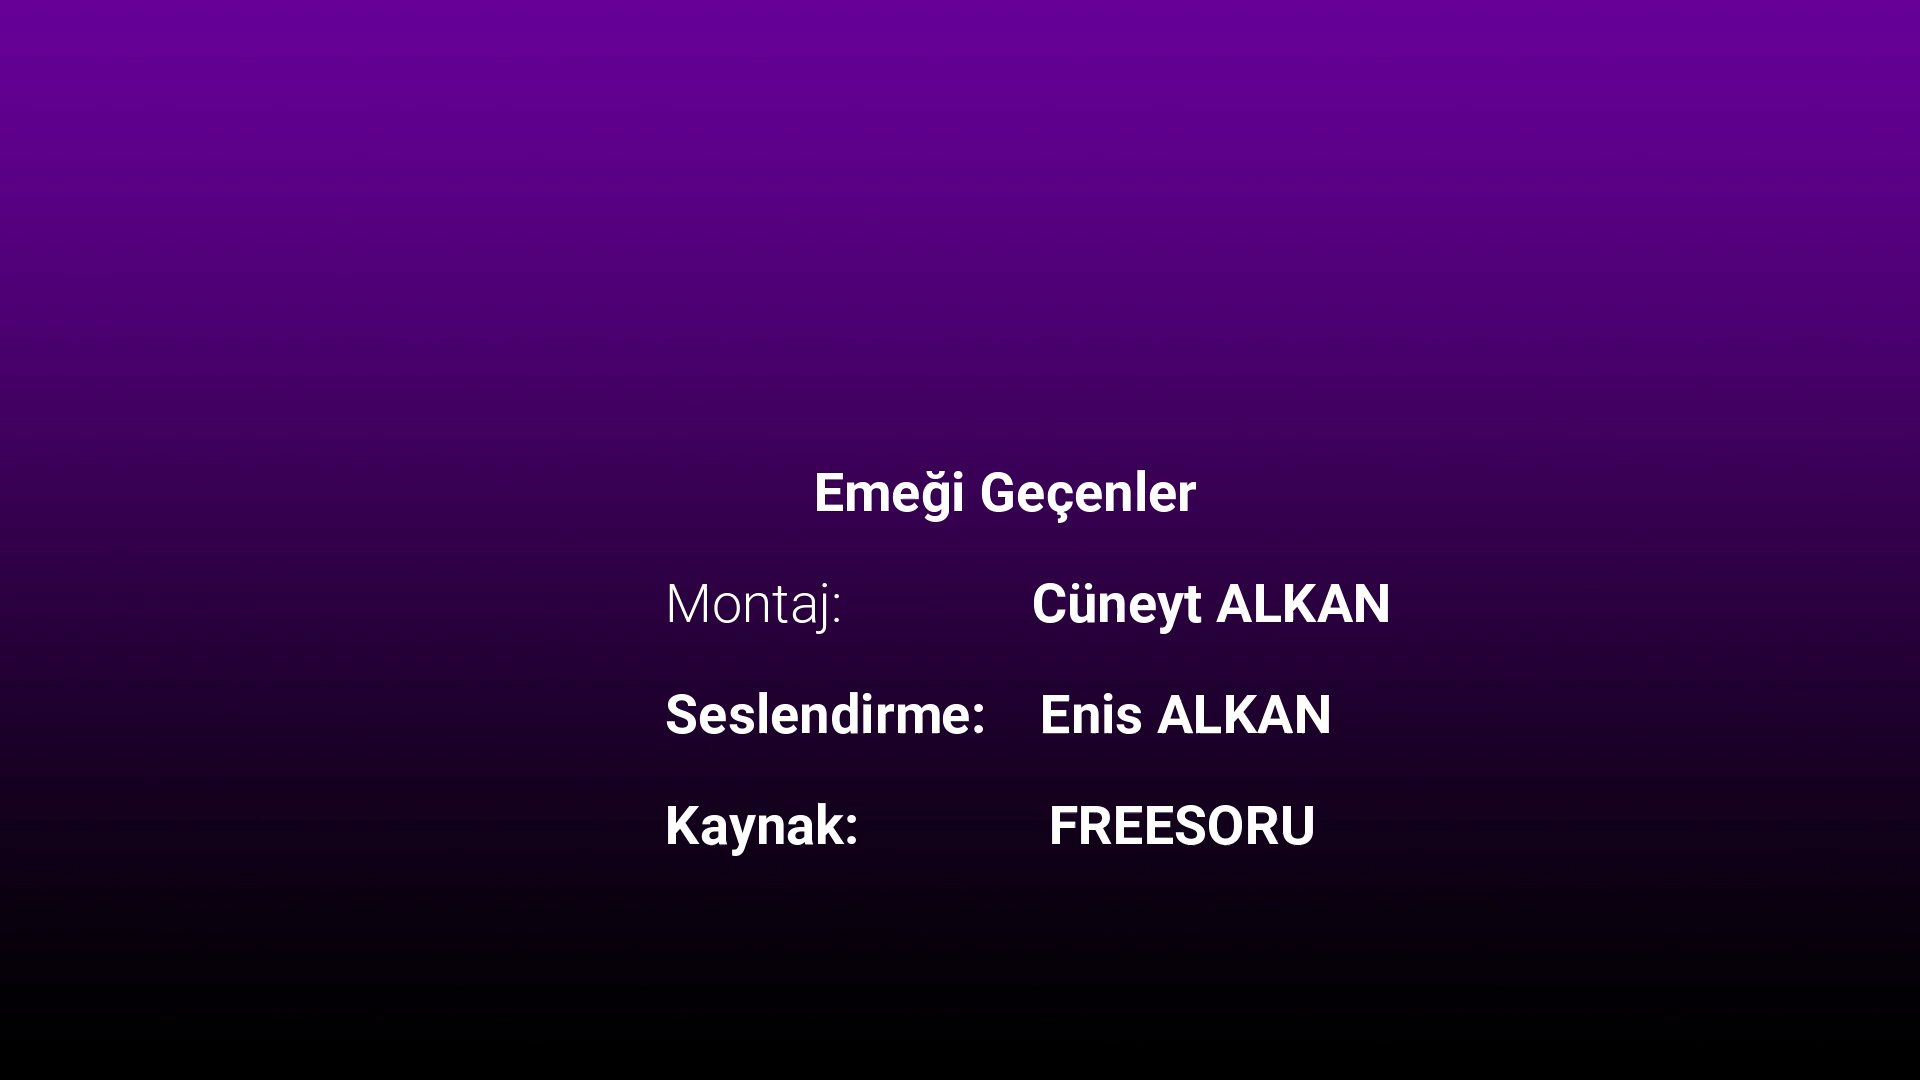 Emeği Geçenler
Montaj: Cüneyt ALKAN
Seslendirme: Enis ALKAN
Kaynak: FREESORU